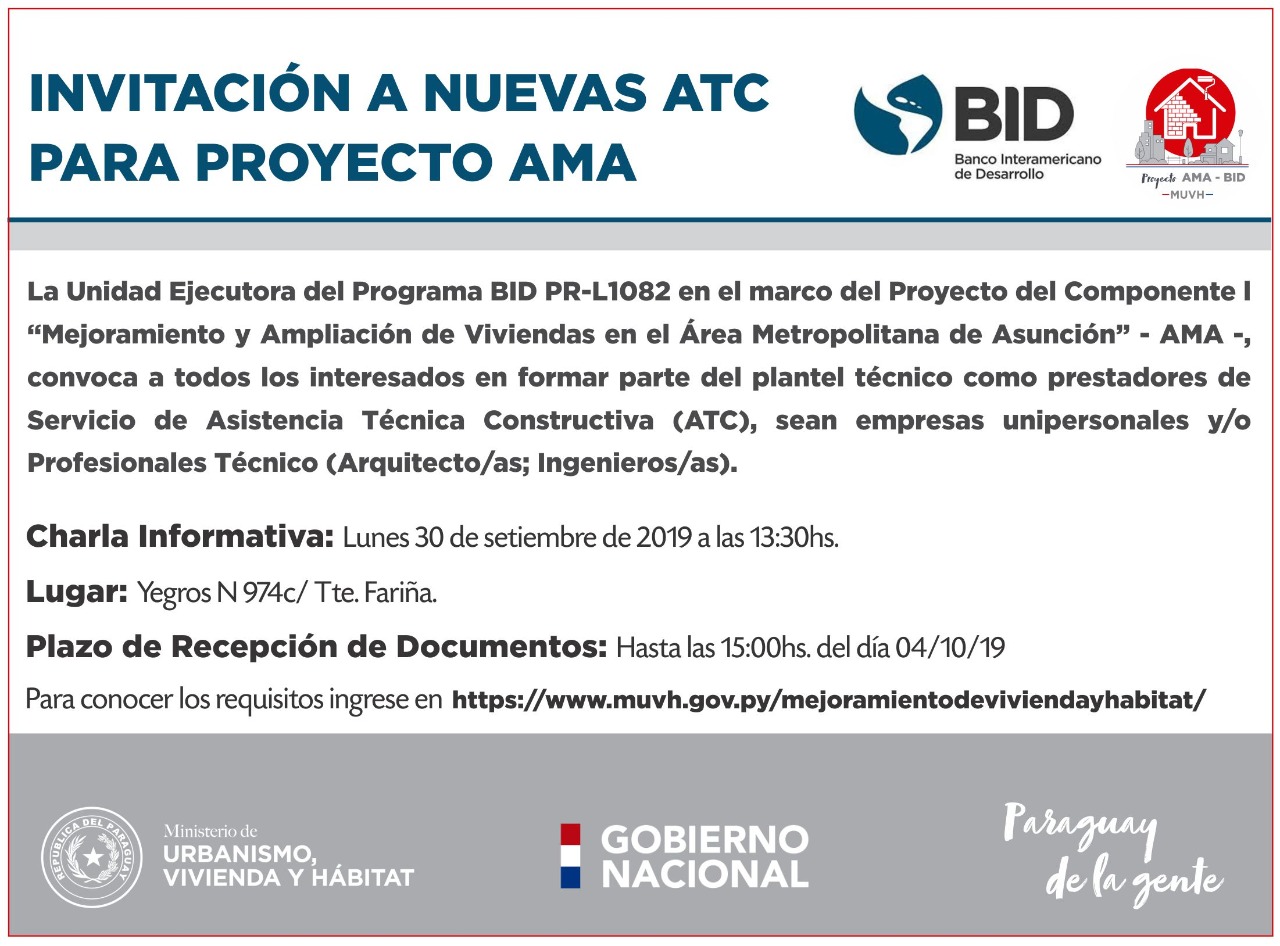 INVITACIÓN A NUEVAS ATC
PARA PROYECTO AMA
BID
Banco Interamericano
de Desarrollo
Proyecto AMA - BID
MUVH
La Unidad Ejecutora del Programa BID PR-L1082 en el marco del Proyecto del Componente I
“Mejoramiento y Ampliación de Viviendas en el Área Metropolitana de Asunción” - AMA -,
convoca a todos los interesados en formar parte del plantel técnico como prestadores de
Servicio de Asistencia Técnica Constructiva (ATC), sean empresas unipersonales y/o
Profesionales Técnico (Arquitecto/as; Ingenieros/as).
Charla Informativa: Lunes 30 de setiembre de 2019 a las 13:30hs.
Lugar: Yegros N 974c/ Tte. Fariña.
Plazo de Recepción de Documentos: Hasta las 15:00hs. del día 04/10/19
Para conocer los requisitos ingrese en https://www.muvh.gov.py/mejoramientodeviviendayhabitat/
REPUBLICA DEL PARAGUAY
Ministerio de
URBANISMO,
VIVIENDA Y HÁBITAT
GOBIERNO
NACIONAL
Paraguay
de la gente